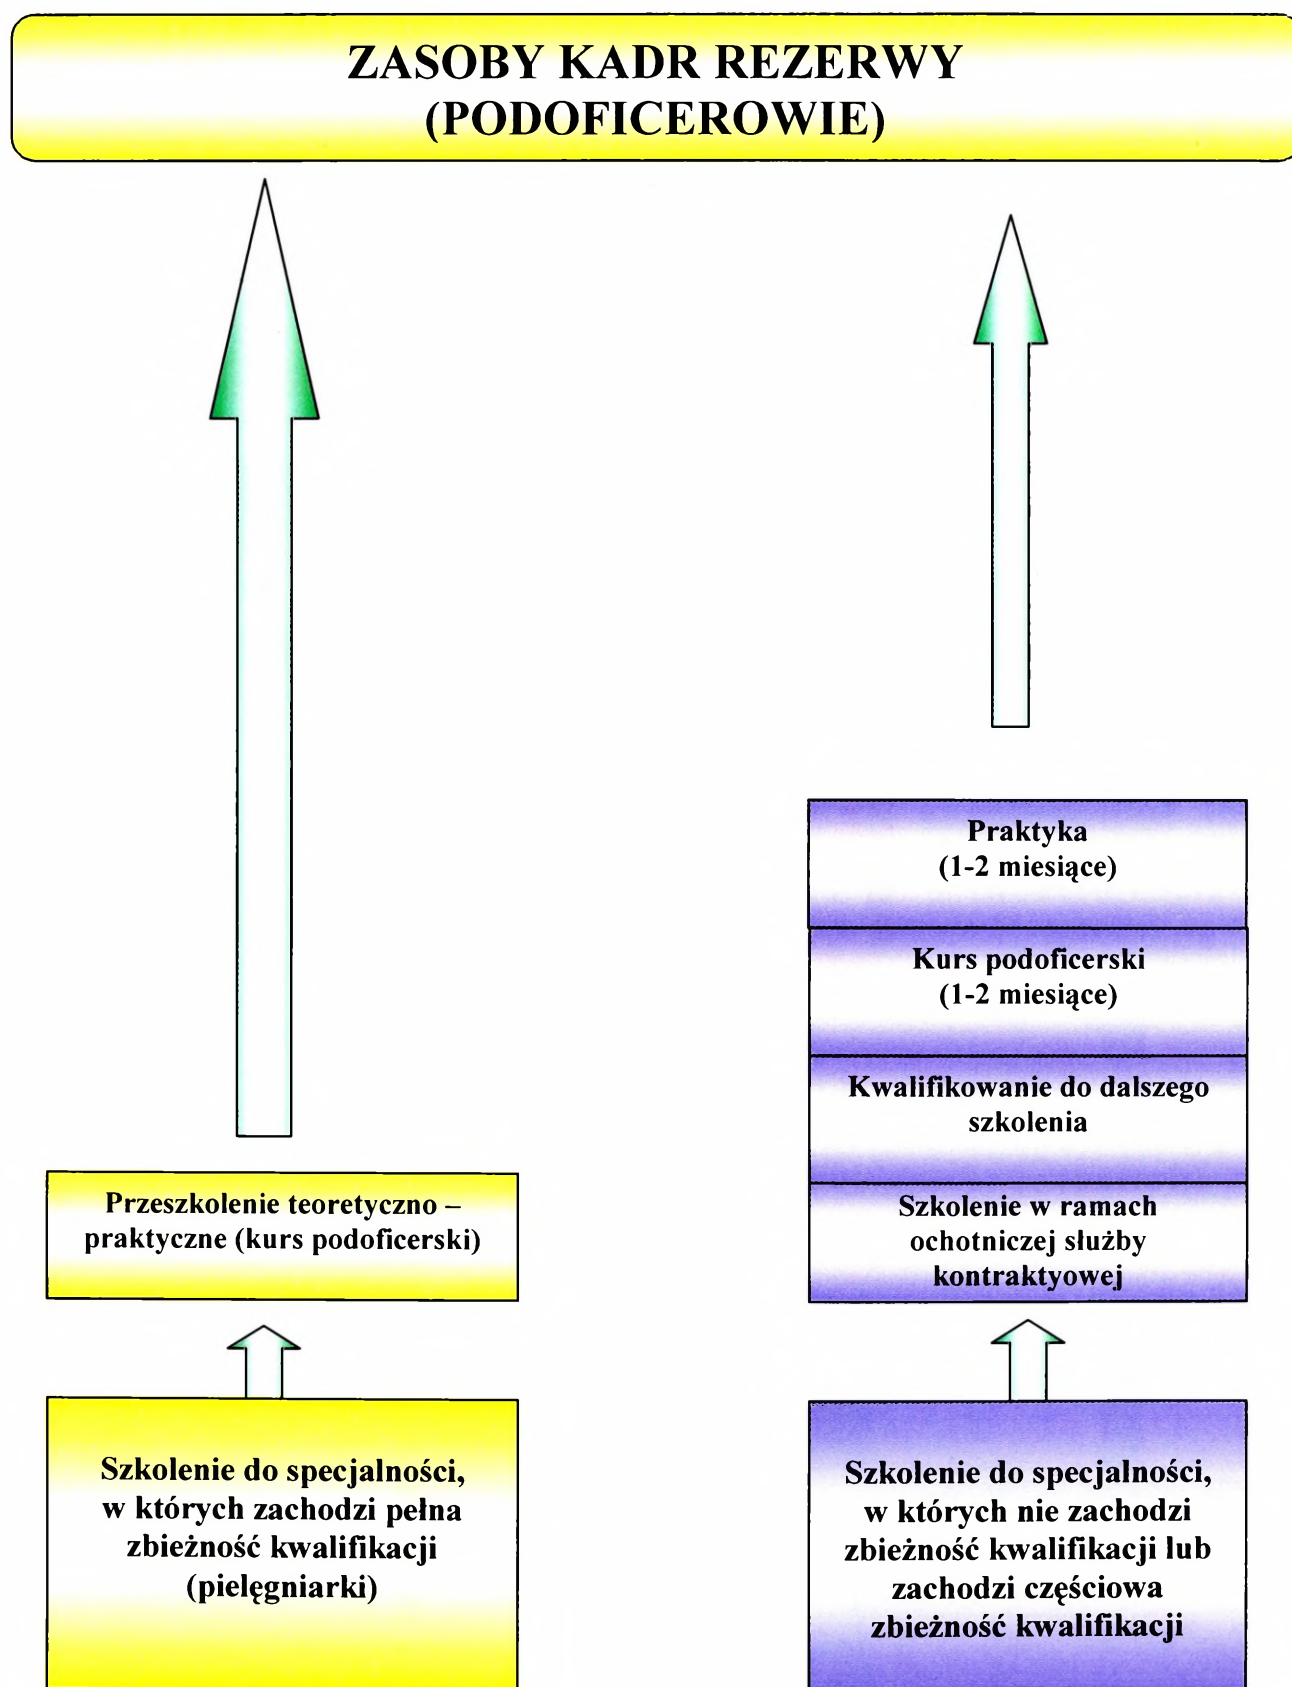 ZASOBY KADR REZERWY
(PODOFICEROWIE)
Praktyka
(1-2 miesiące)
Kurs podoficerski
(1-2 miesiące)
Kwalifikowanie do dalszego
szkolenia
Szkolenie w ramach
ochotniczej służby
kontraktyowej
Przeszkolenie teoretyczno –
praktyczne (kurs podoficerski)
Szkolenie do specjalności,
w których zachodzi pełna
zbieżność kwalifikacji
(pielęgniarki)
Szkolenie do specjalności,
w których nie zachodzi
zbieżność kwalifikacji lub
zachodzi częściowa
zbieżność kwalifikacji